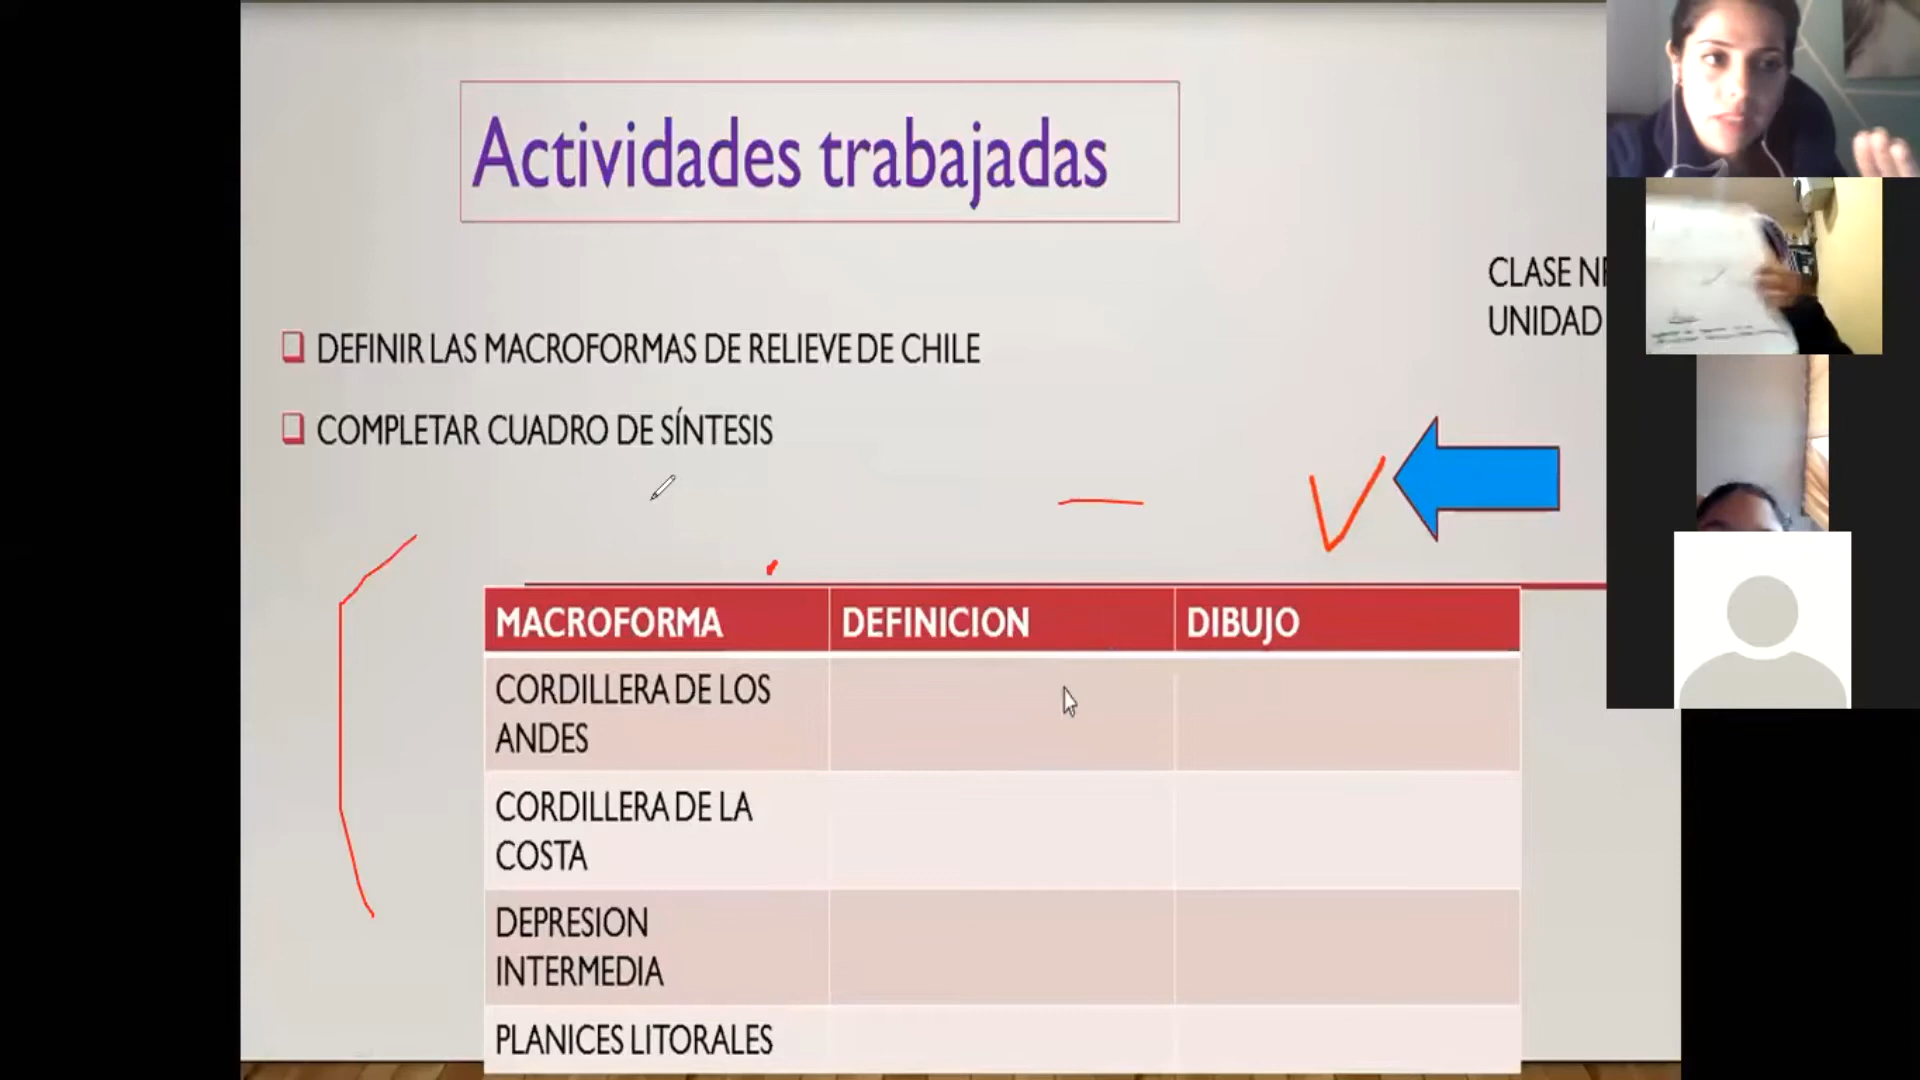 Actividades trabajadas
CLASE
UNIDAD
DEFINIR LAS MACROFORMAS DE RELIEVE DE CHILE
COMPLETAR CUADRO DE SÍNTESIS
MACROFORMA DEFINICION DIBUJO
CORDILLERA DE LOS
ANDES
CORDILLERA DE LA
COSTA
DEPRESION
INTERMEDIA
PLANICES LITORALES